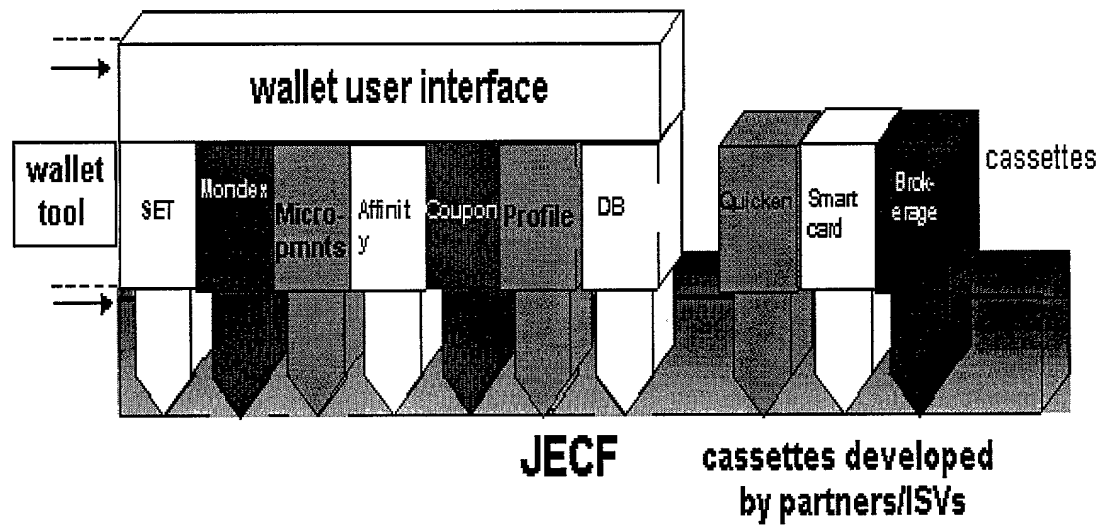 wallet user interface
wallet
tool
SET
Mondex
Micro-
pmnts
Affinit
y
Coupon
Profile
DB
Quicken
Smart
card
Brok-
erage
cassettes
JECF
cassettes developed
by partners/ISVs